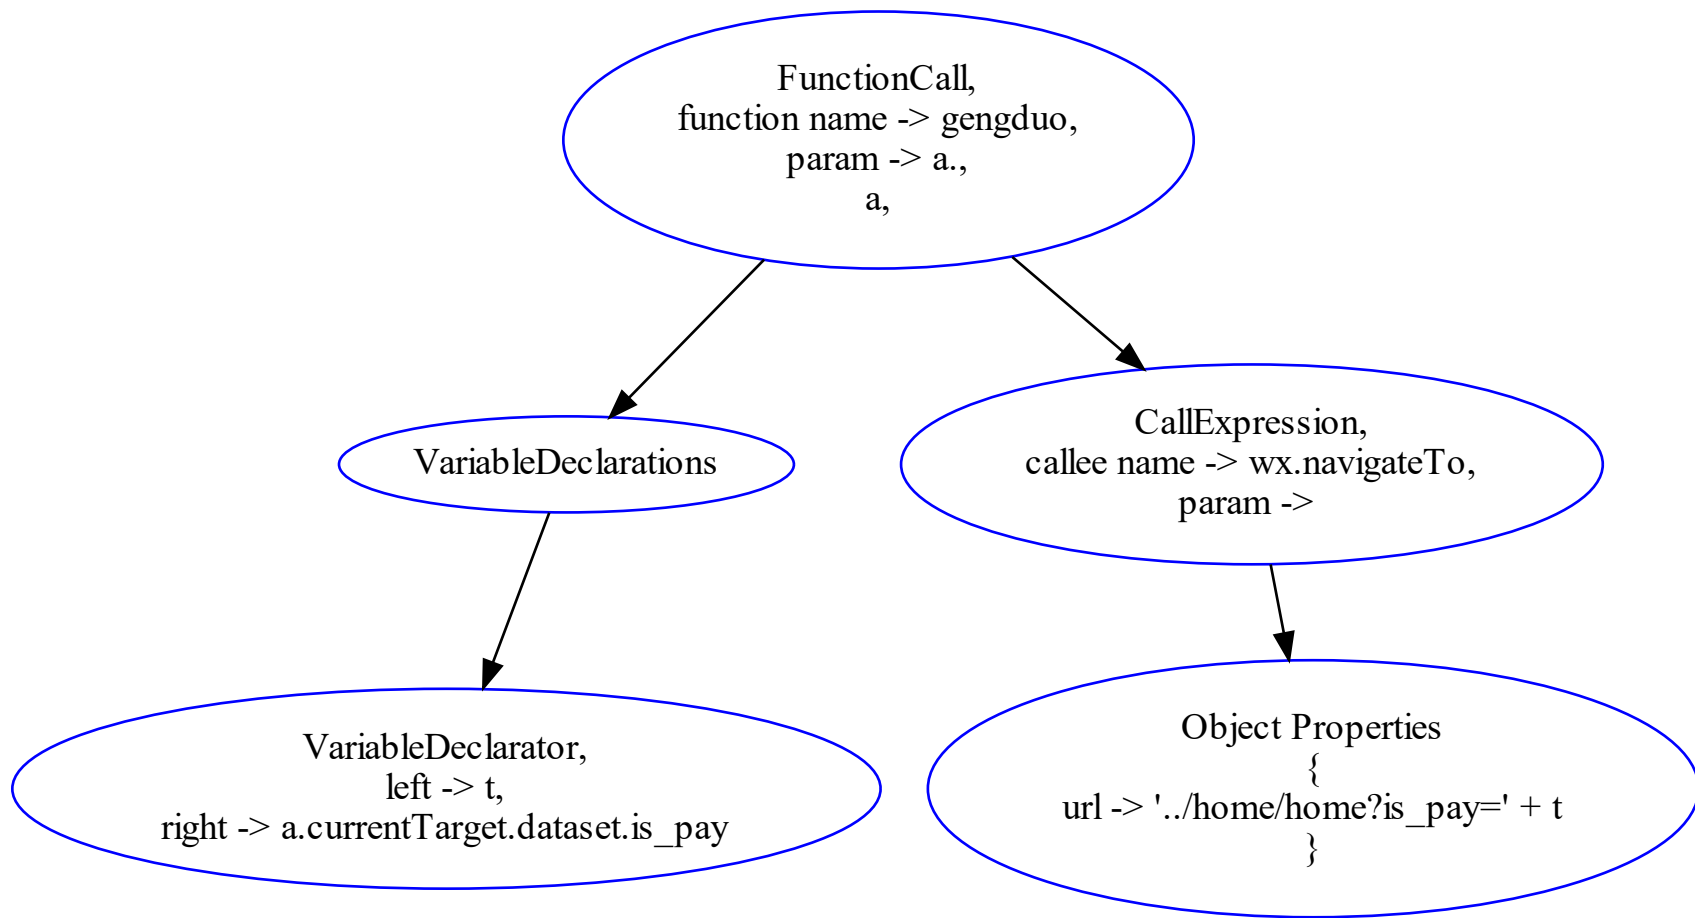 FunctionCall,
function name -> gengduo,
param -> a.,
a,
VariableDeclarations
CallExpression,
callee name -> wx.navigateTo,
param ->
VariableDeclarator,
left -> t,
right -> a.currentTarget.dataset.is_pay
Object Properties
{
url -> '../home/home?is_pay=' + t
}